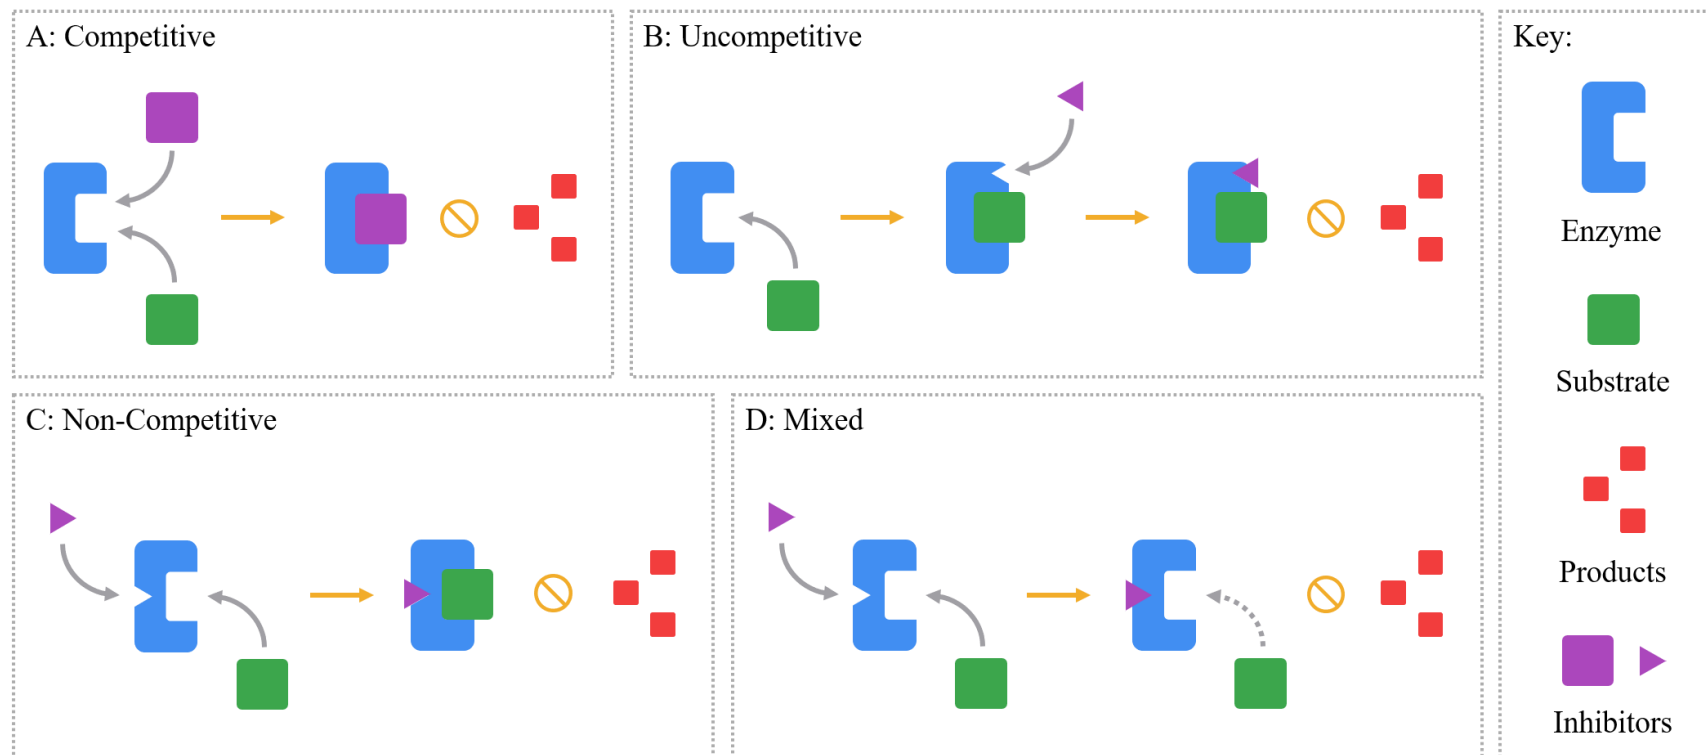 A: Competitive
B: Uncompetitive
C: Non-Competitive
D: Mixed
Key:
Enzyme
Substrate
Products
Inhibitors